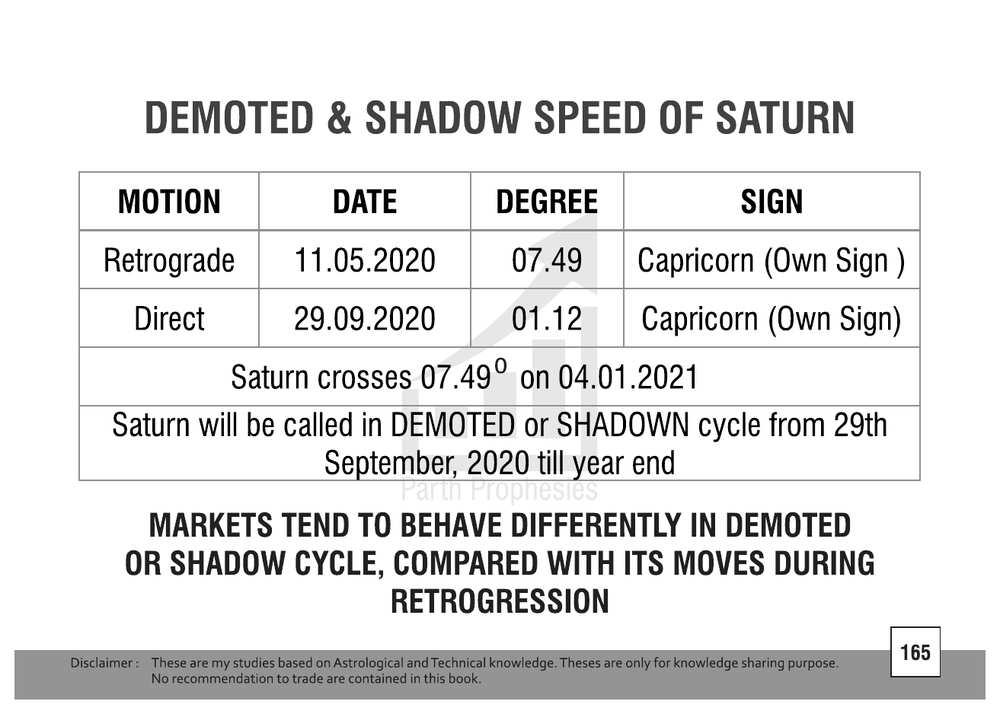 DEMOTED & SHADOW SPEED OF SATURN
MOTION DATE DEGREE SIGN
Retrograde 11.05.2020 07.49 Capricorn (Own Sign )
Direct 29.09.2020 01.12 Capricorn (Own Sign)
Saturn crosses 07.49⁰ on 04.01.2021
Saturn will be called in DEMOTED or SHADOWN cycle from 29th
September, 2020 till year end
Parth Prophesies
MARKETS TEND TO BEHAVE DIFFERENTLY IN DEMOTED
OR SHADOW CYCLE, COMPARED WITH ITS MOVES DURING
RETROGRESSION
Disclaimer : These are my studies based on Astrological and Technical knowledge. Theses are only for knowledge sharing purpose.
No recommendation to trade are contained in this book.
165